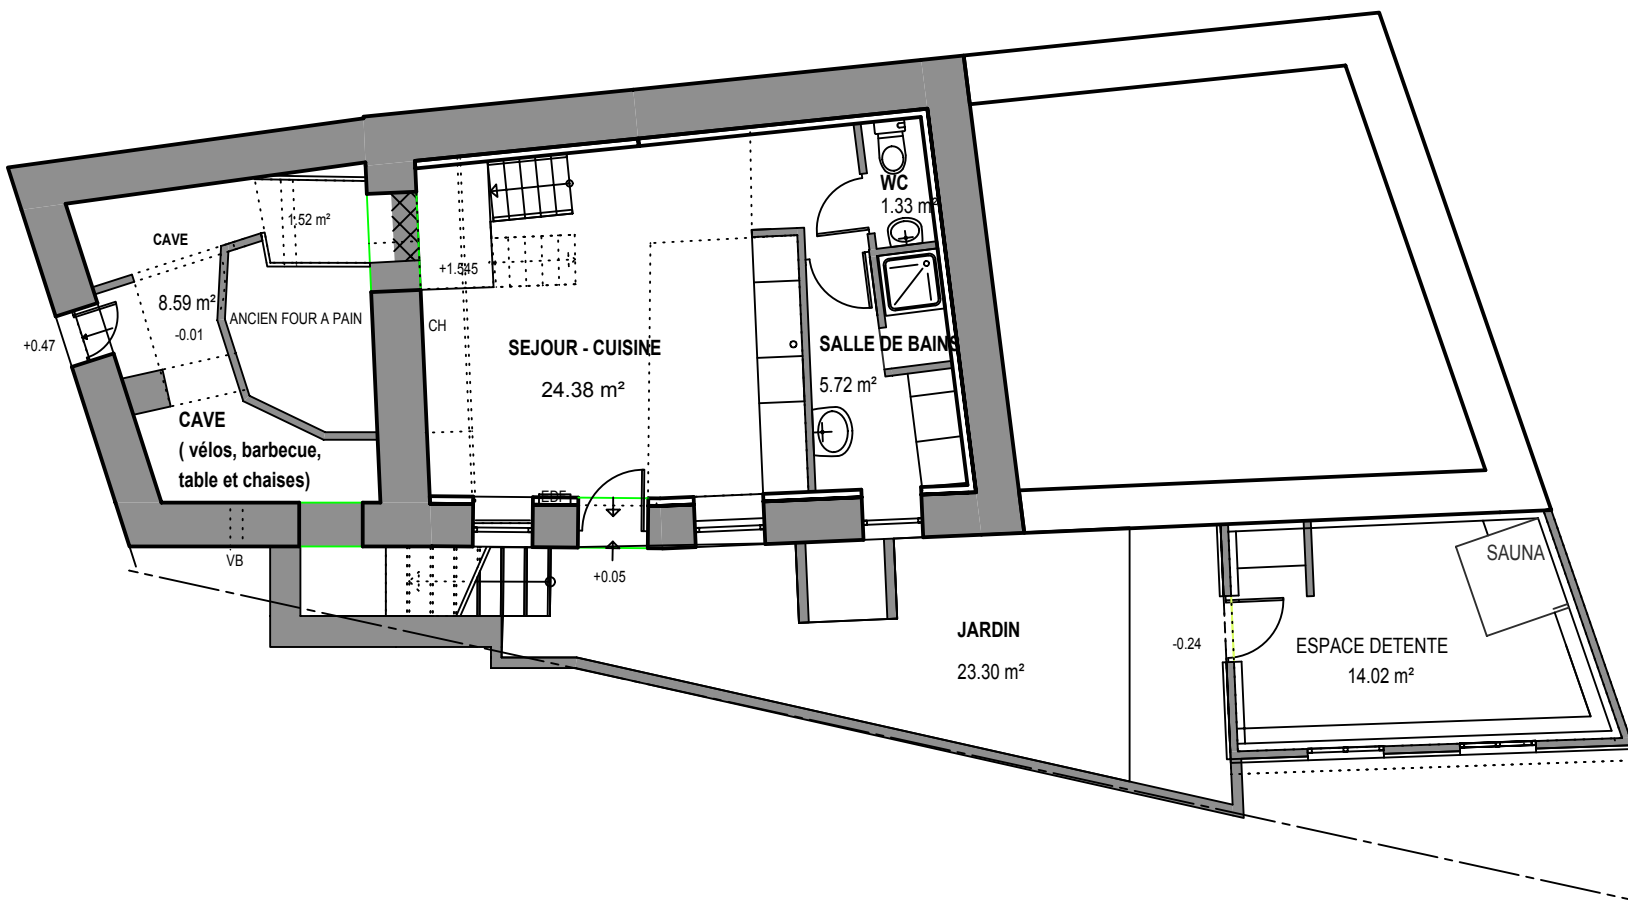 WC
1.33 m²
1.52 m²
CAVE
+1.545
8.59 m²
-0.01
ANCIEN FOUR A PAIN
CH
+0.47
SEJOUR - CUISINE
24.38 m²
SALLE DE BAINS
5.72 m²
CAVE
( vélos, barbecue,
table et chaises)
EDF
VB
+0.05
JARDIN
23.30 m²
-0.24
SAUNA
ESPACE DETENTE
14.02 m²